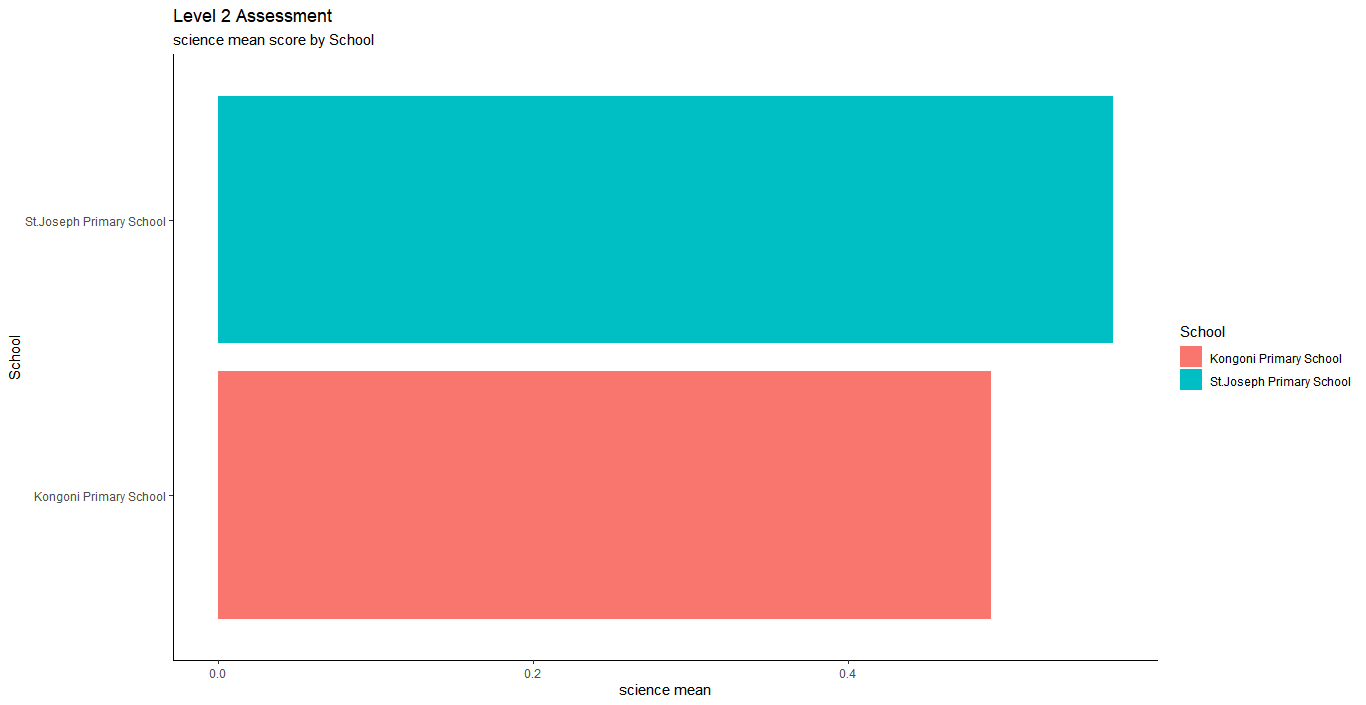 Level 2 Assessment
science mean score by School
St.Joseph Primary School
Kongoni Primary School
School
0.0 0.2 0.4
science mean
School
Kongoni Primary School
St.Joseph Primary School